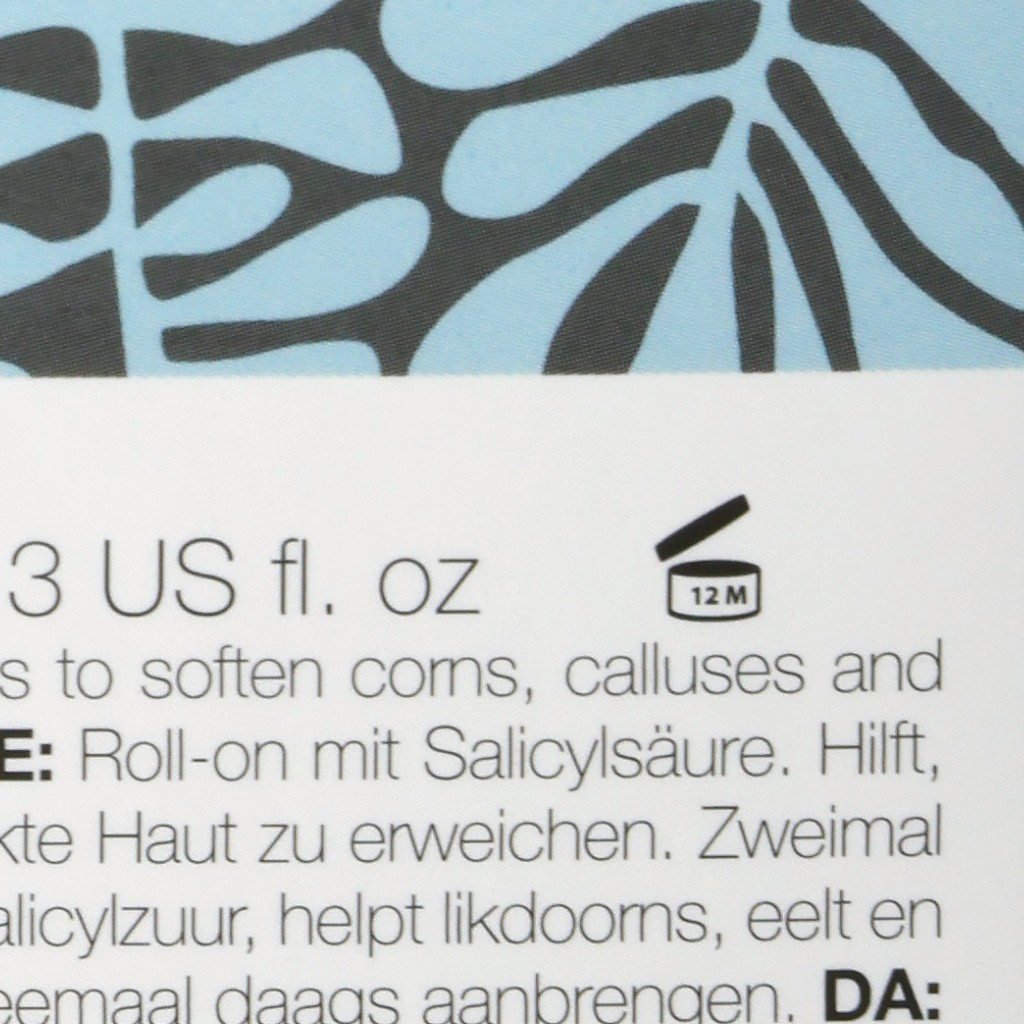 3 US fl. oz
12 M
s to soften corns, calluses and
E: Roll-on mit Salicylsäure. Hilft,
kte Haut zu erweichen. Zweimal
alicylzuur, helpt likdoorns, eelt en
eemaal daags aanbrengen. DA: